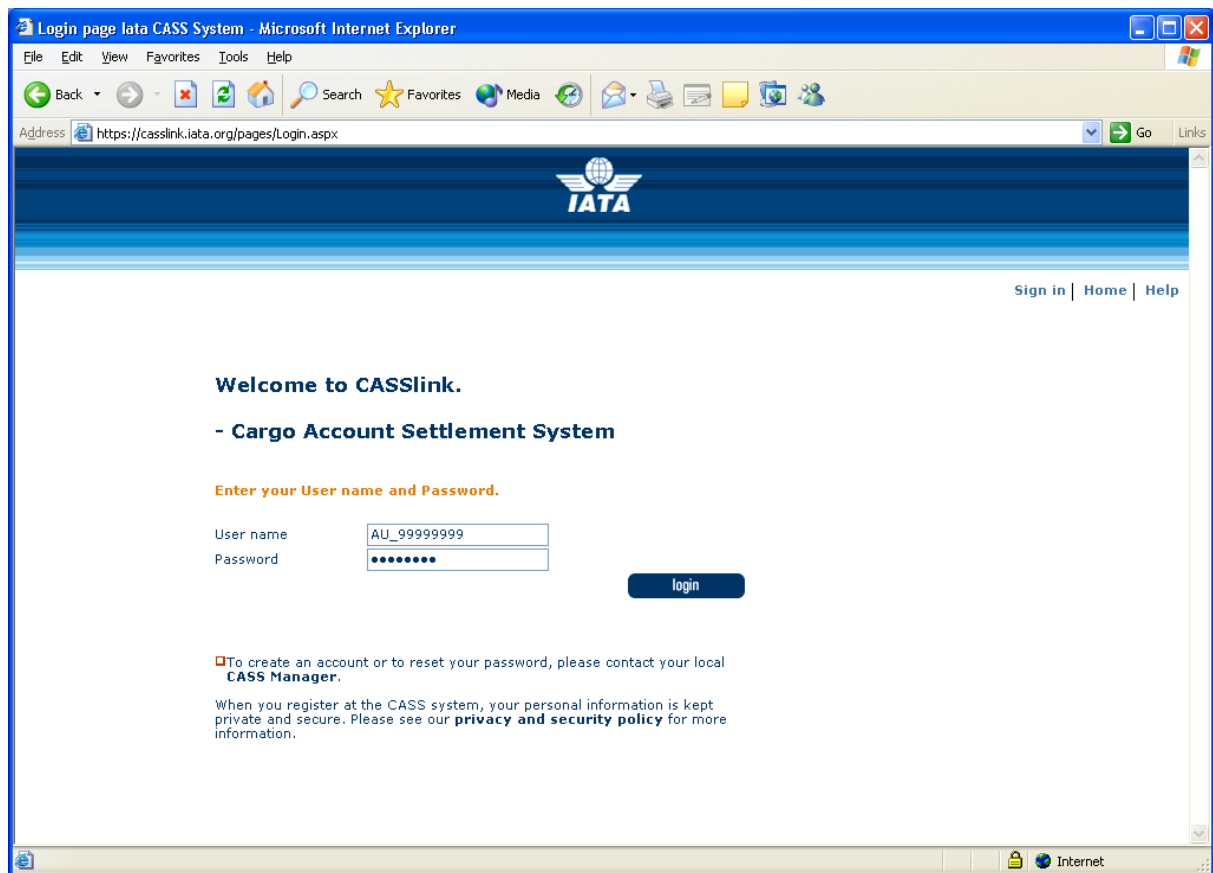 Login page Iata CASS System - Microsoft Internet Explorer
File Edit View Favorites Tools Help
Back Search Favorites Media
Address https://casslink.iata.org/pages/Login.aspx Go Links
IATA
Sign in | Home | Help
Welcome to CASSlink.
- Cargo Account Settlement System
Enter your User name and Password.
User name AU_99999999
Password ••••••••
login
To create an account or to reset your password, please contact your local
CASS Manager.
When you register at the CASS system, your personal information is kept
private and secure. Please see our privacy and security policy for more
information.
Internet